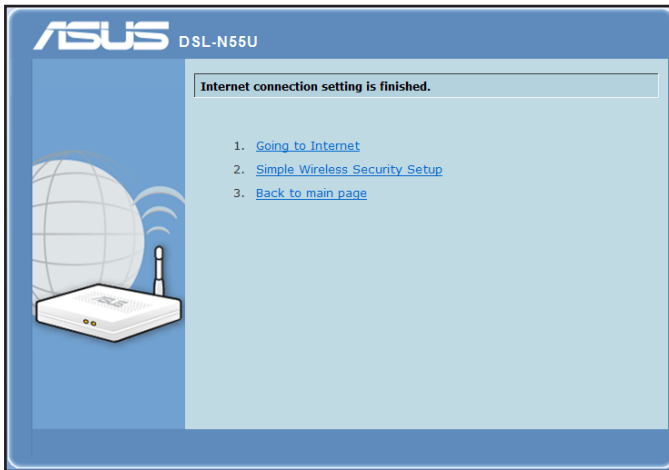 ASUS DSL-N55U
Internet connection setting is finished.
1. Going to Internet
2. Simple Wireless Security Setup
3. Back to main page
ASUS